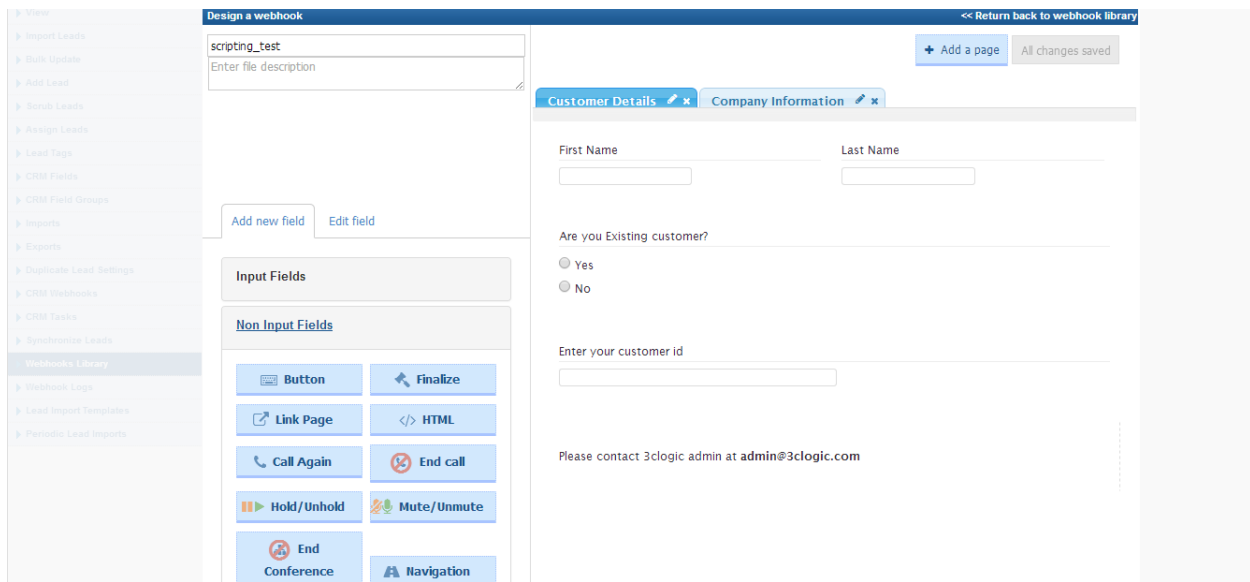 View
Import Leads
Bulk Update
Add Lead
Scrub Leads
Assign Leads
Lead Tags
CRM Fields
CRM Field Groups
Imports
Exports
Duplicate Lead Settings
CRM Webhooks
CRM Tasks
Synchronize Leads
Webhooks Library
Webhook Logs
Lead Import Templates
Periodic Lead Imports
Design a webhook << Return back to webhook library
scripting_test
Enter file description
Add new field Edit field
Input Fields
Non Input Fields
Button Finalize
Link Page </> HTML
Call Again End call
Hold/Unhold Mute/Unmute
End
Conference Navigation
+ Add a page All changes saved
Customer Details x Company Information x
First Name Last Name
Are you Existing customer?
Yes
No
Enter your customer id
Please contact 3clogic admin at admin@3clogic.com